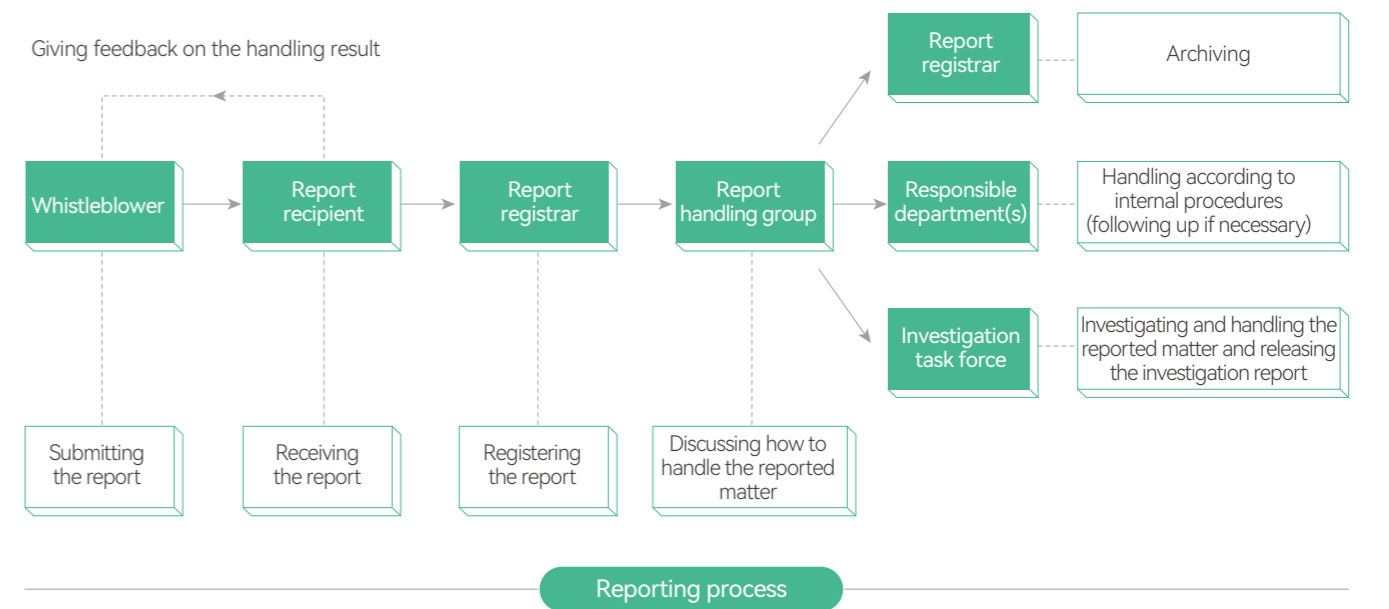 Giving feedback on the handling result
Report
registrar
Archiving
Whistleblower
Report
recipient
Report
registrar
Report
handling group
Responsible
department(s)
Handling according to
internal procedures
(following up if necessary)
Investigation
task force
Investigating and handling the
reported matter and releasing
the investigation report
Submitting
the report
Receiving
the report
Registering
the report
Discussing how to
handle the reported
matter
Reporting process